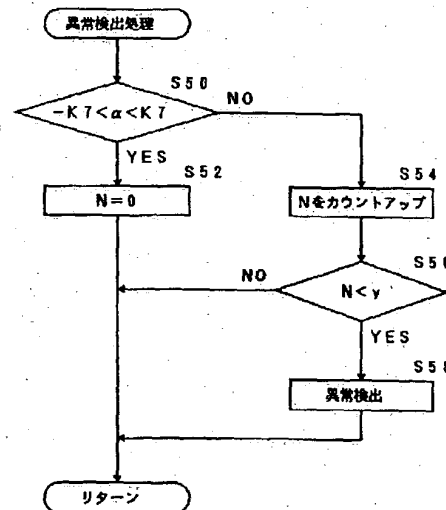 異常検出処理
S50
-K7<α<K7
NO
YES
S52
S54
N=0
Nをカウントアップ
S56
NO
N<y
YES
S58
異常検出
リターン